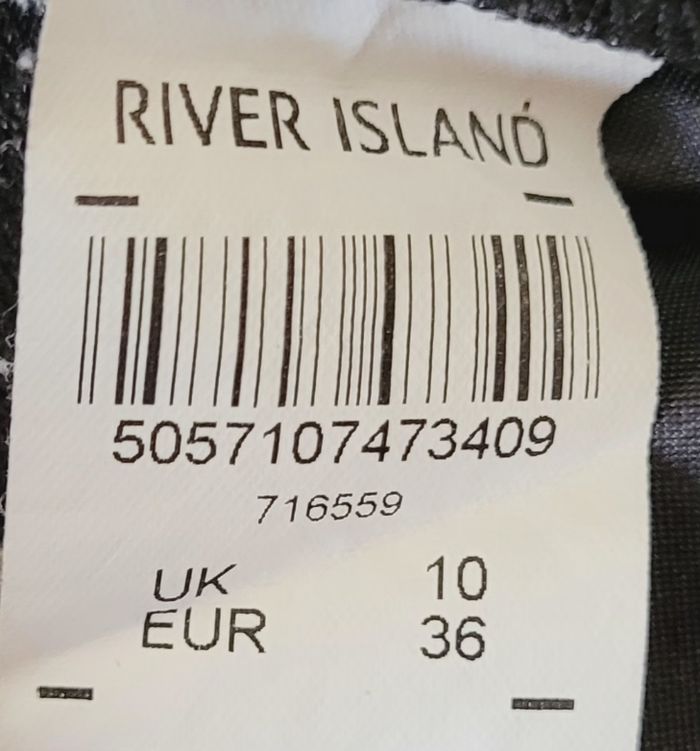 RIVER ISLAND
5057107473409
716559
UK 10
EUR 36